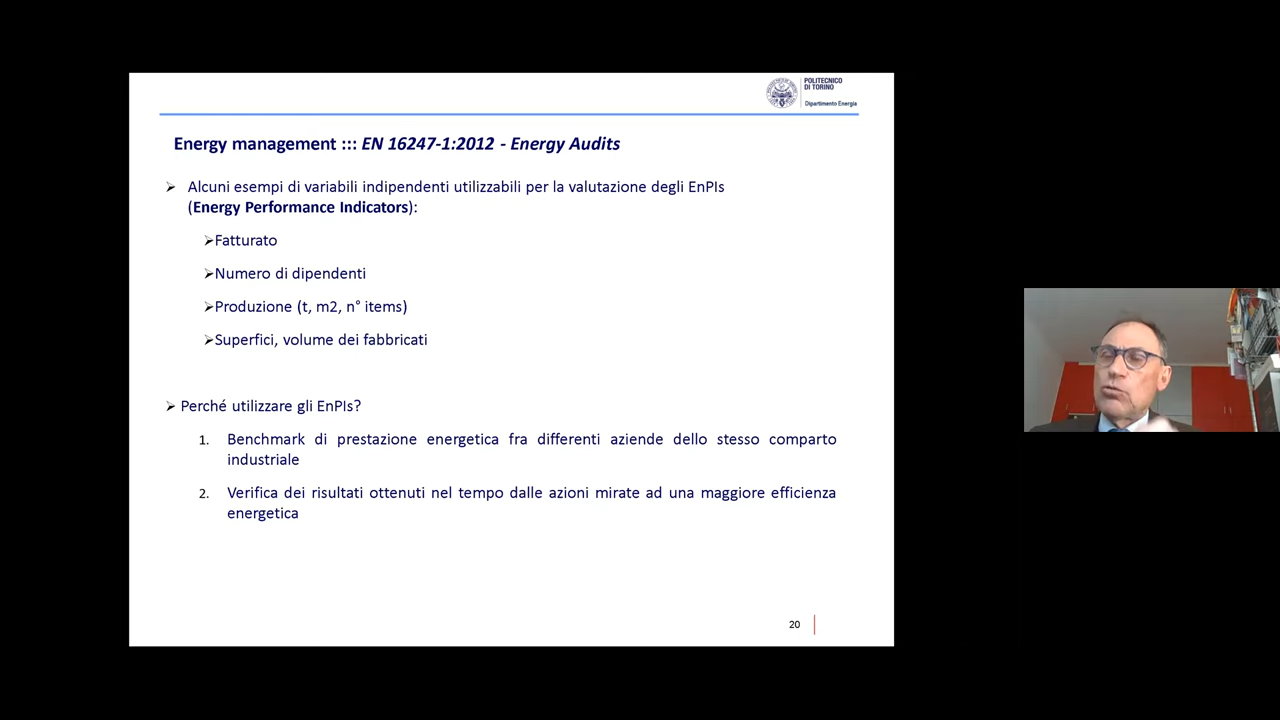 POLITECNICO
DI TORINO
Dipartimento Energia
Energy management ::: EN 16247-1:2012 - Energy Audits
Alcuni esempi di variabili indipendenti utilizzabili per la valutazione degli EnPIs
(Energy Performance Indicators):
Fatturato
Numero di dipendenti
Produzione (t, m2, n° items)
Superfici, volume dei fabbricati
Perché utilizzare gli EnPIs?
1. Benchmark di prestazione energetica fra differenti aziende dello stesso comparto
industriale
2. Verifica dei risultati ottenuti nel tempo dalle azioni mirate ad una maggiore efficienza
energetica
20